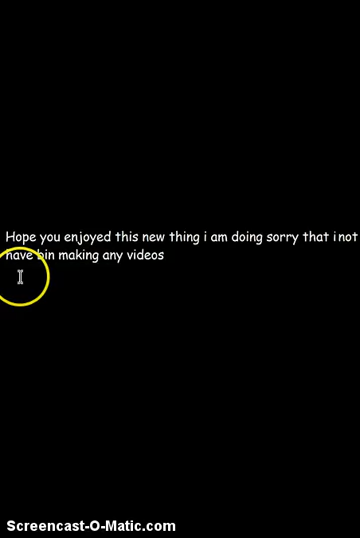 Hope you enjoyed this new thing i am doing sorry that i not
have bin making any videos
Screencast-O-Matic.com